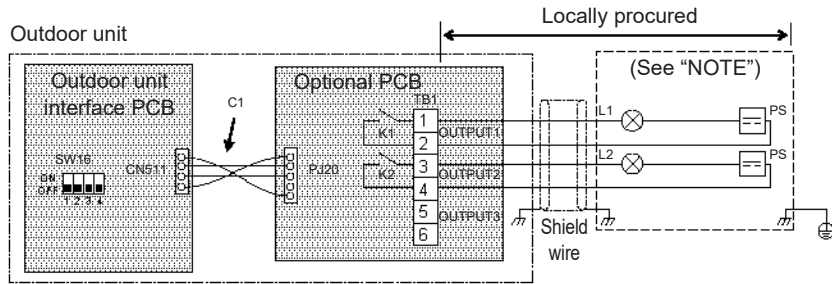 Locally procured
Outdoor unit
Outdoor unit
interface PCB
C1
Optional PCB
(See “NOTE”)
TB1
L1
1
K1
OUTPUT1
PS
2
SW16
CN511
PJ20
3
L2
PS
ON
OFF
K2
OUTPUT2
4
1 2 3 4
5
OUTPUT3
6
Shield
wire